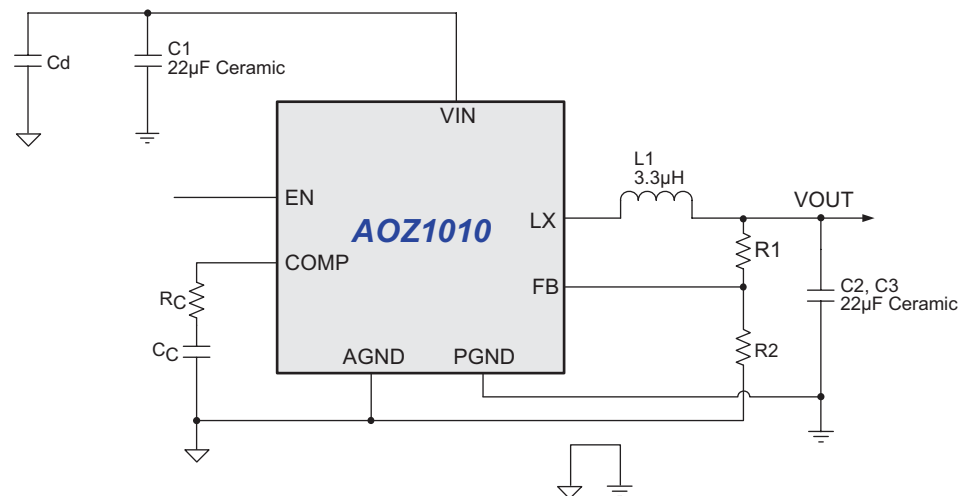 Cd
C1
22µF Ceramic
VIN
L1
3.3µH
VOUT
EN
LX
AOZ1010
R1
COMP
FB
C2, C3
22µF Ceramic
RC
CC
R2
AGND
PGND